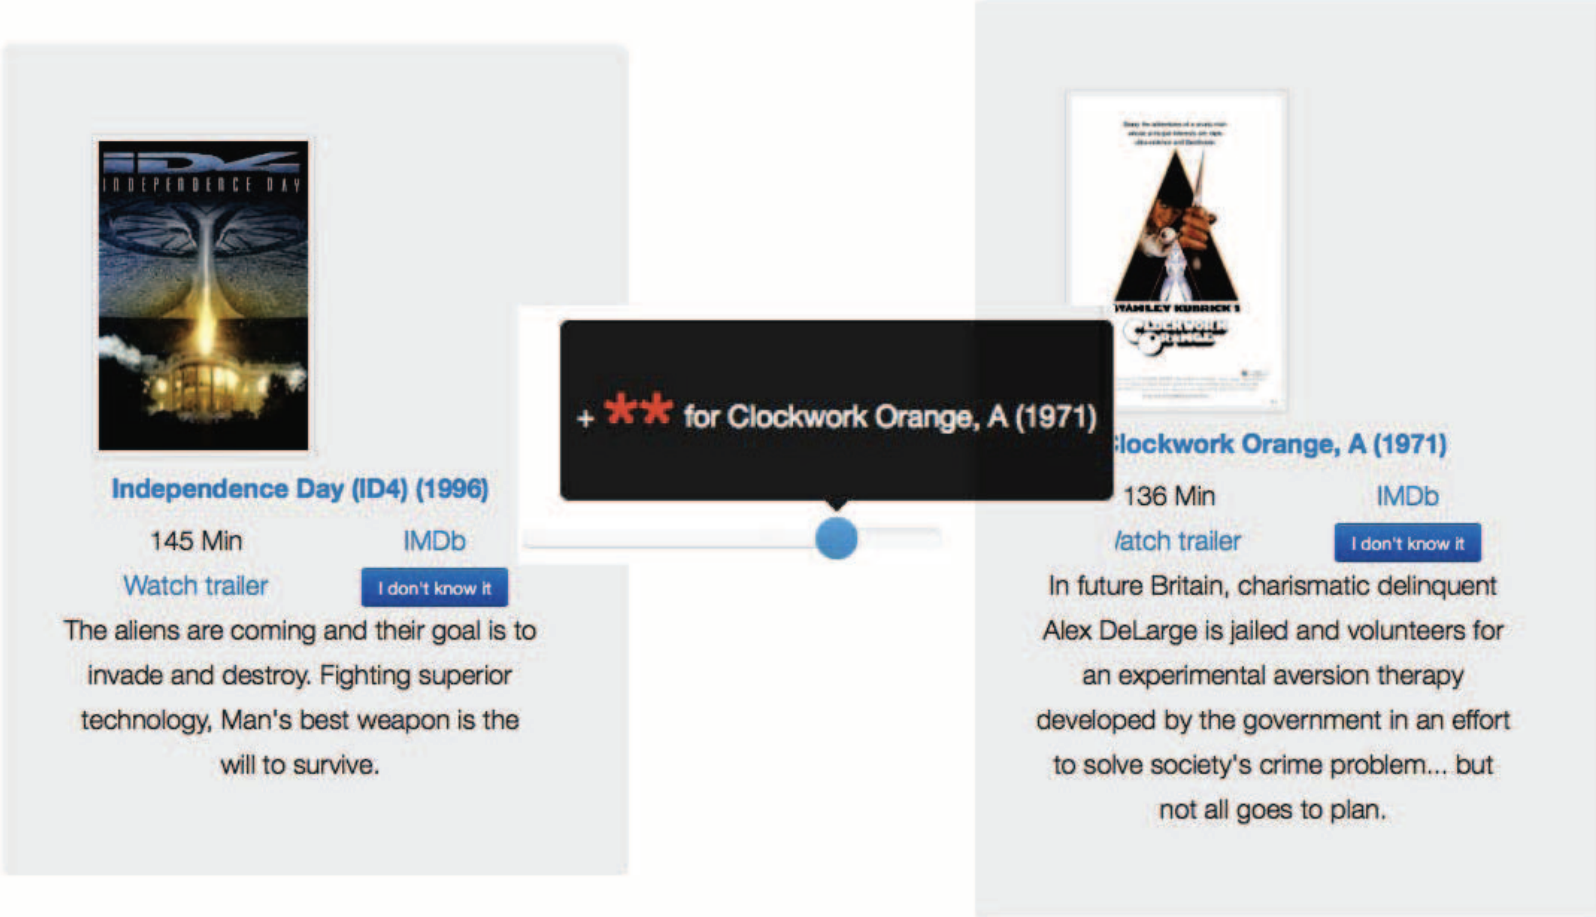 ID4
INDEPENDENCE DAY
Independence Day (ID4) (1996)
145 Min IMDb
Watch trailer I don't know it
The aliens are coming and their goal is to
invade and destroy. Fighting superior
technology, Man's best weapon is the
will to survive.
+ ** for Clockwork Orange, A (1971)
STANLEY KUBRICK'S
CLOCKWORK
ORANGE
lockwork Orange, A (1971)
136 Min IMDb
atch trailer I don't know it
In future Britain, charismatic delinquent
Alex DeLarge is jailed and volunteers for
an experimental aversion therapy
developed by the government in an effort
to solve society's crime problem... but
not all goes to plan.